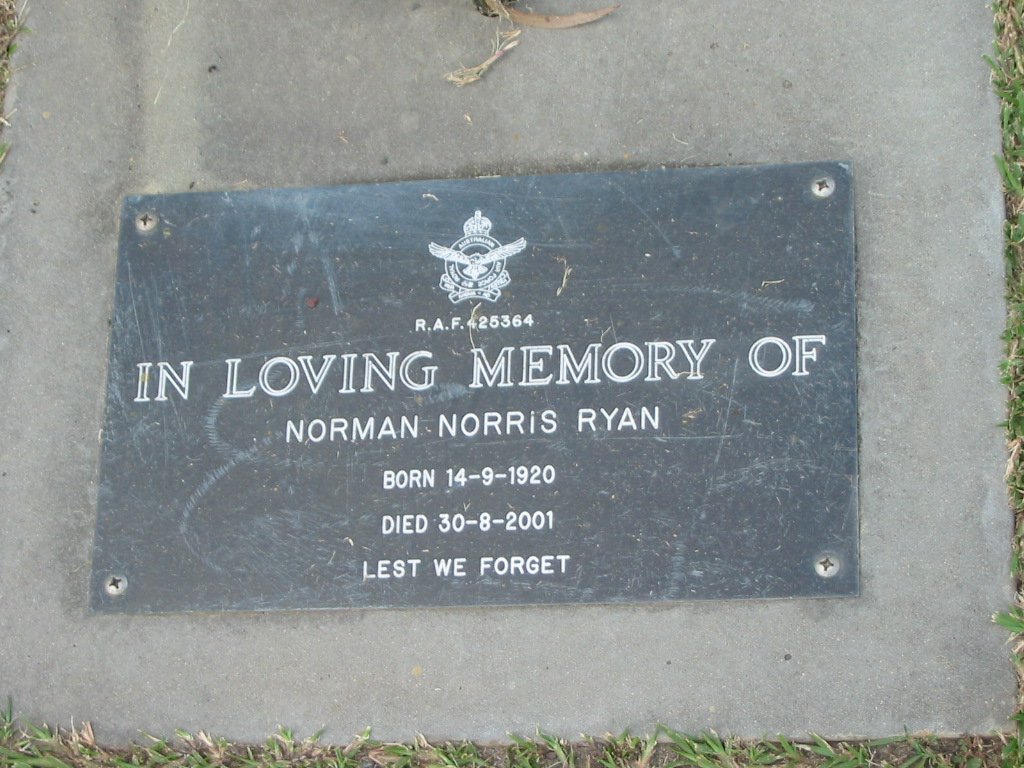 AUSTRALIAN
R.A.F. 425364
IN LOVING MEMORY OF
NORMAN NORRIS RYAN
BORN 14-9-1920
DIED 30-8-2001
LEST WE FORGET